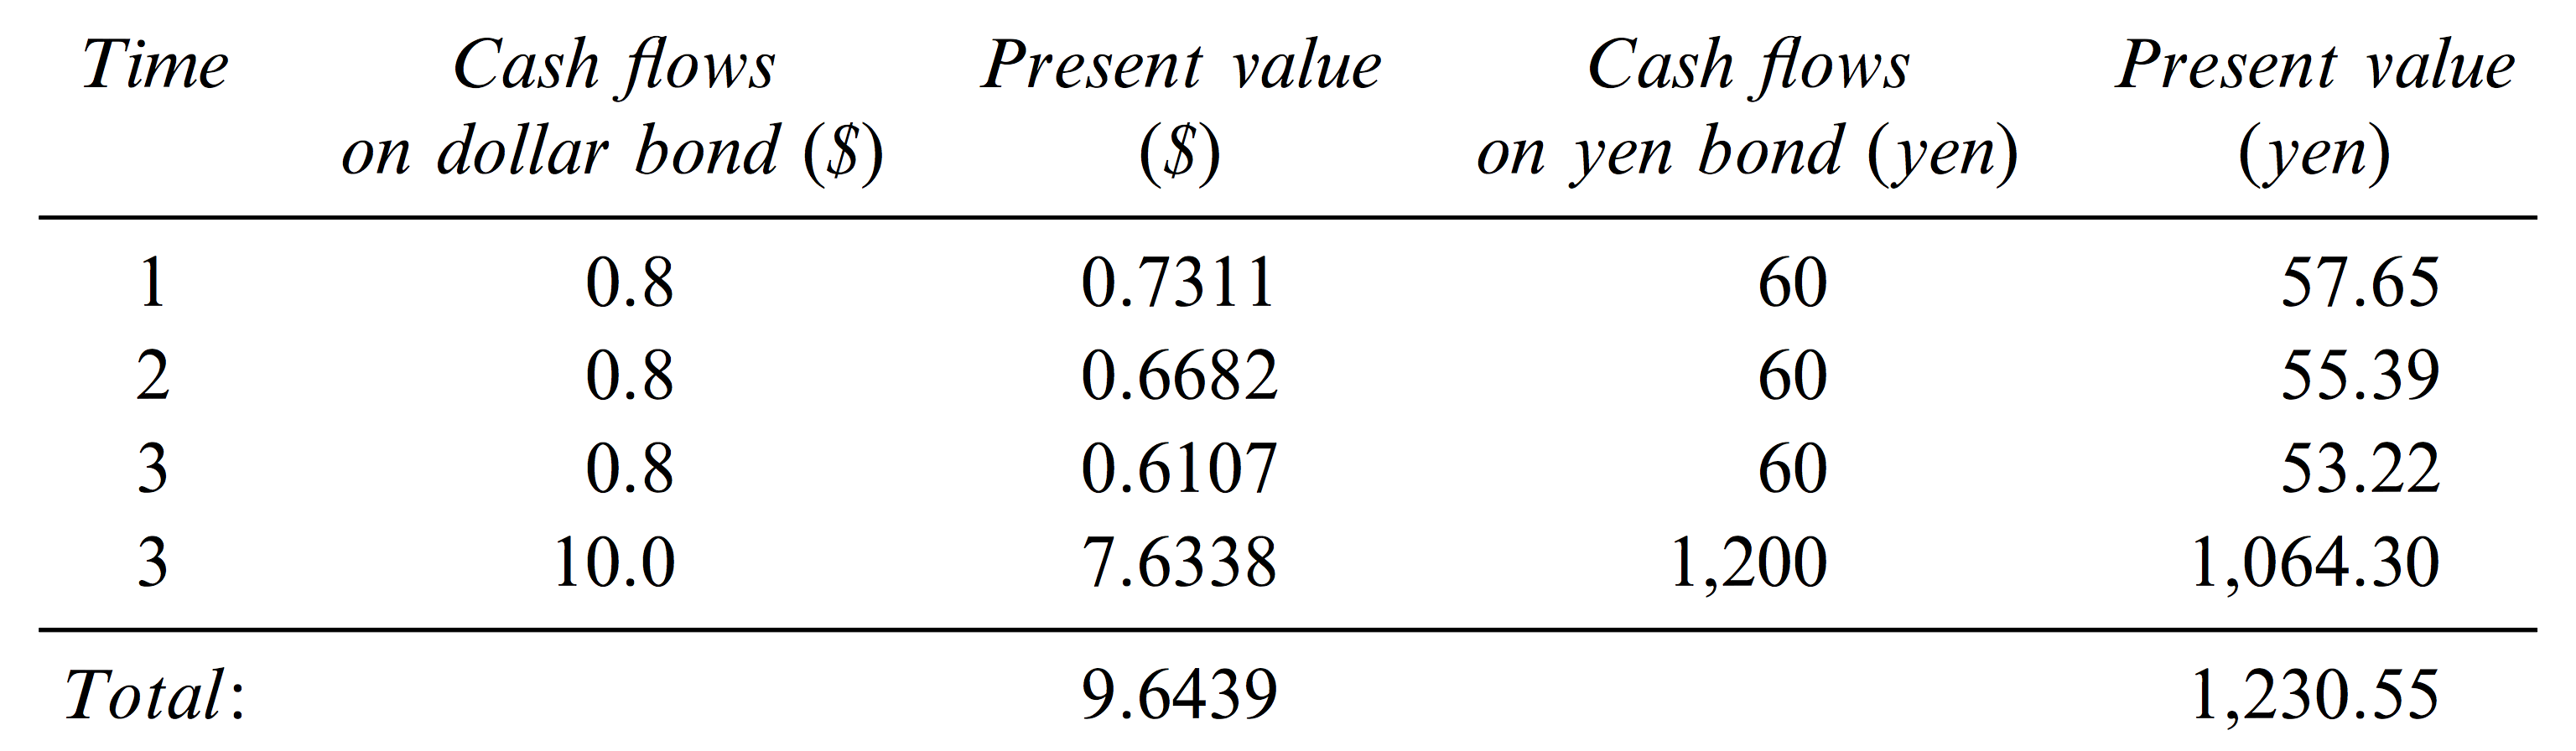 Time Cash flows Present value Cash flows Present value
on dollar bond ($) ($) on yen bond (yen) (yen)
1 0.8 0.7311 60 57.65
2 0.8 0.6682 60 55.39
3 0.8 0.6107 60 53.22
3 10.0 7.6338 1,200 1,064.30
Total: 9.6439 1,230.55